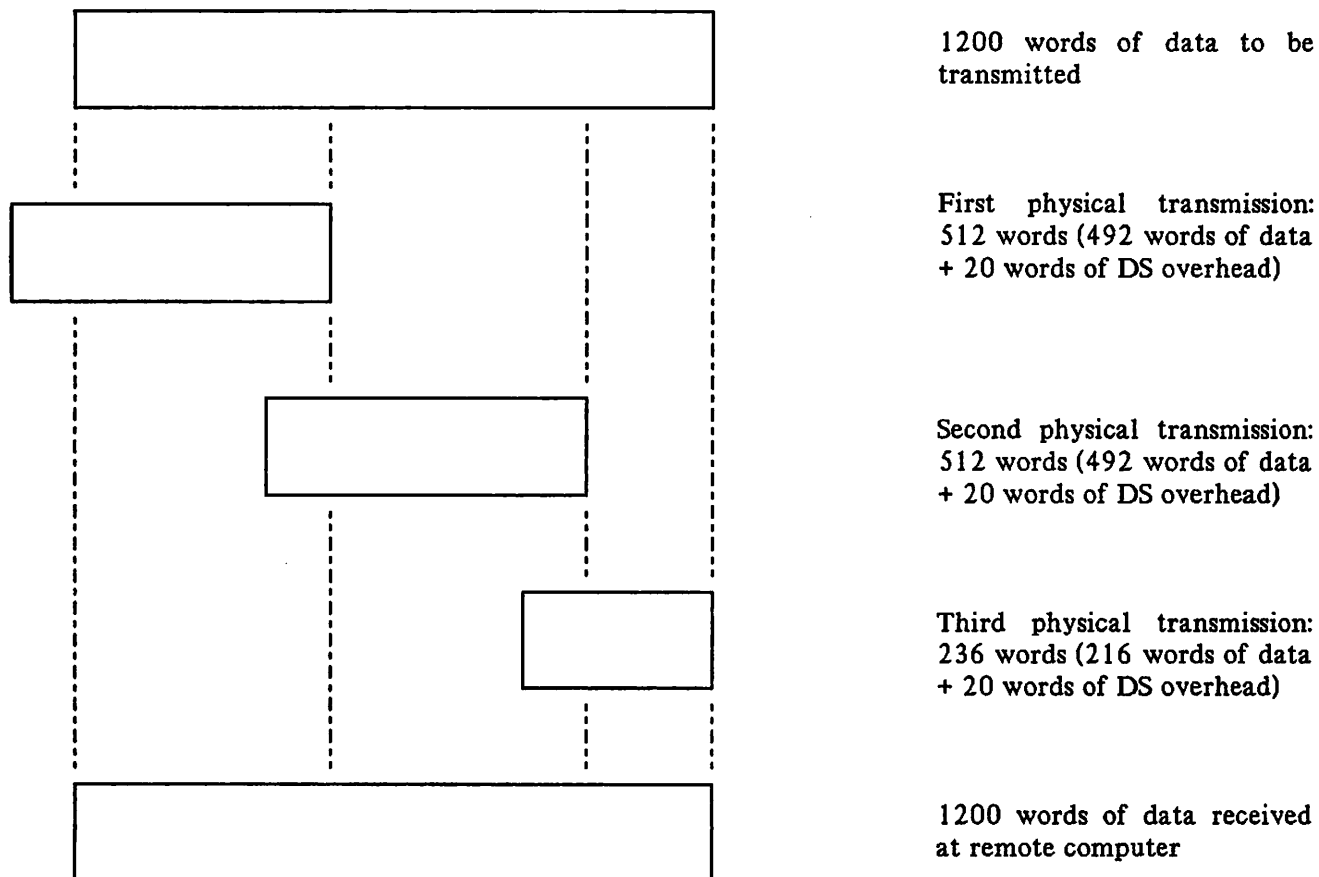 1200 words of data to be
transmitted
First physical transmission:
512 words (492 words of data
+ 20 words of DS overhead)
Second physical transmission:
512 words (492 words of data
+ 20 words of DS overhead)
Third physical transmission:
236 words (216 words of data
+ 20 words of DS overhead)
1200 words of data received
at remote computer